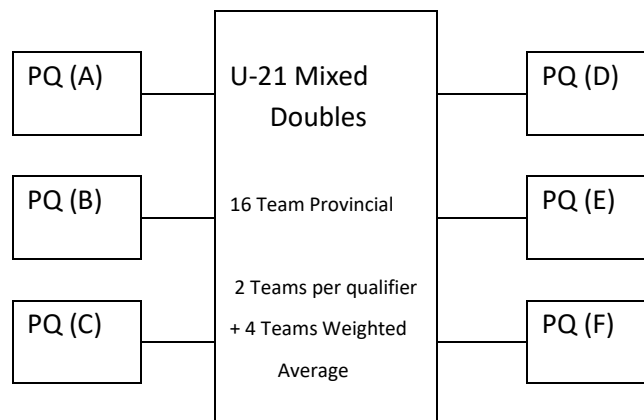 PQ (A)
PQ (B)
PQ (C)
U-21 Mixed
Doubles
16 Team Provincial
2 Teams per qualifier
+ 4 Teams Weighted
Average
PQ (D)
PQ (E)
PQ (F)